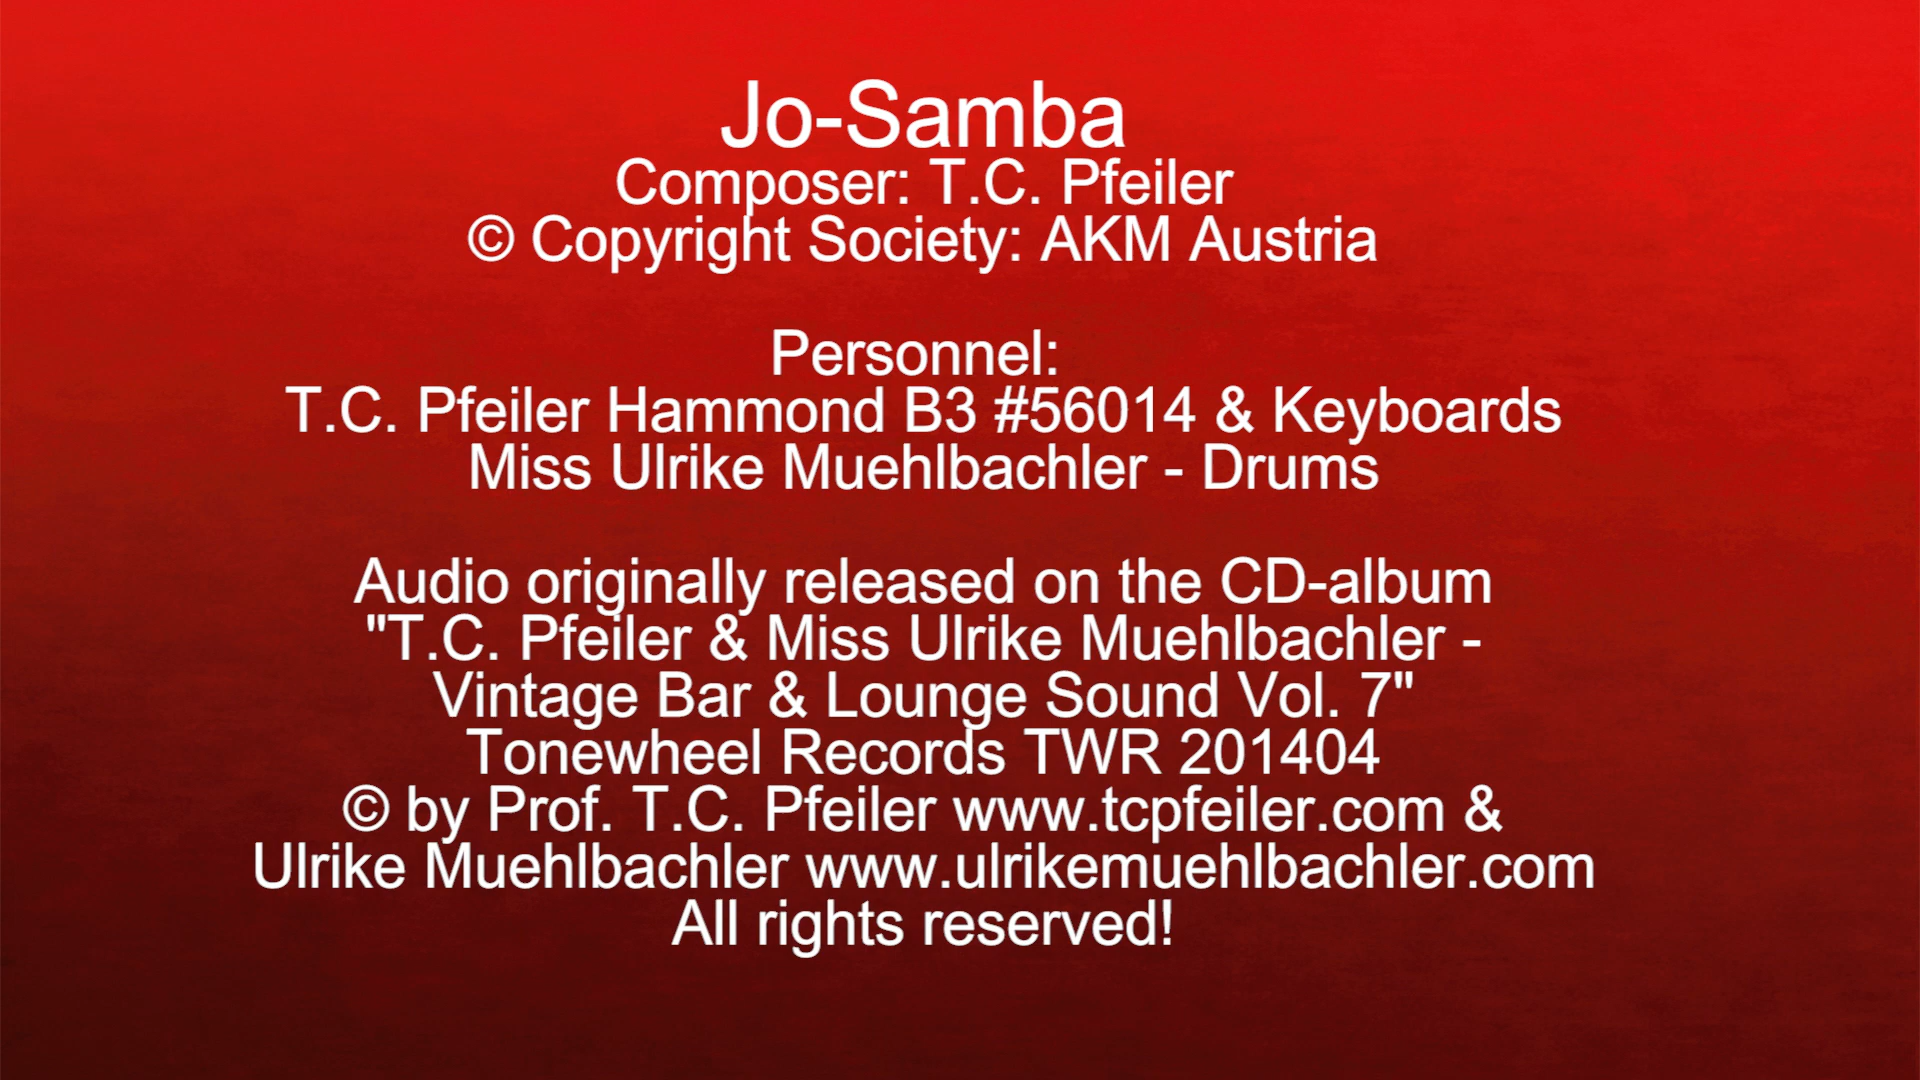 Jo-Samba
Composer: T.C. Pfeiler
© Copyright Society: AKM Austria
Personnel:
T.C. Pfeiler Hammond B3 #56014 & Keyboards
Miss Ulrike Muehlbachler - Drums
Audio originally released on the CD-album
"T.C. Pfeiler & Miss Ulrike Muehlbachler -
Vintage Bar & Lounge Sound Vol. 7"
Tonewheel Records TWR 201404
© by Prof. T.C. Pfeiler www.tcpfeiler.com &
Ulrike Muehlbachler www.ulrikemuehlbachler.com
All rights reserved!